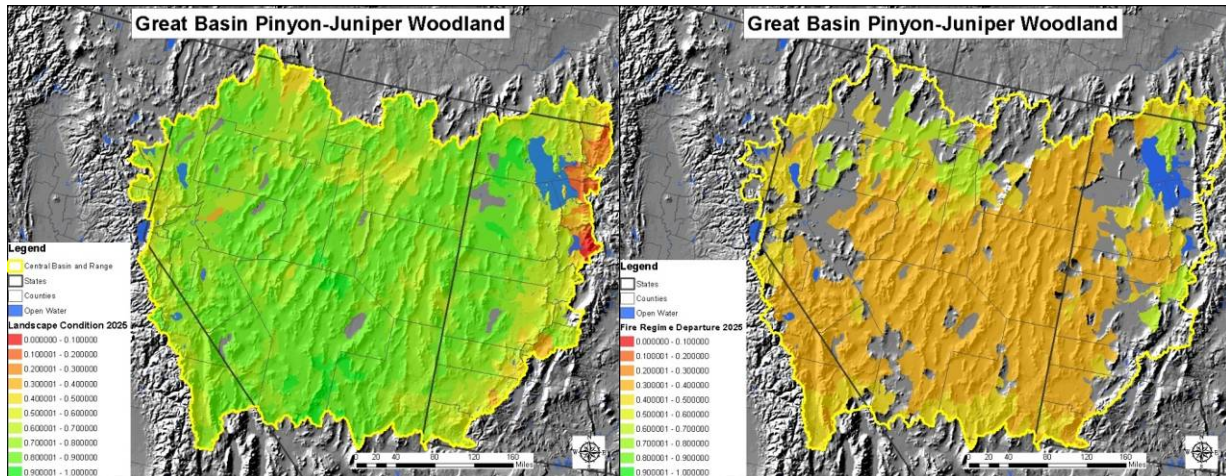 Great Basin Pinyon-Juniper Woodland
Legend
Central Basin and Range
States
Counties
Open Water
Landscape Condition 2025
0.000000 - 0.100000
0.100001 - 0.200000
0.200001 - 0.300000
0.300001 - 0.400000
0.400001 - 0.500000
0.500001 - 0.600000
0.600001 - 0.700000
0.700001 - 0.800000
0.800001 - 0.900000
0.900001 - 1.000000
0 20 40 80 120 160
Miles
Great Basin Pinyon-Juniper Woodland
Legend
States
Counties
Open Water
Fire Regime Departure 2025
0.000000 - 0.100000
0.100001 - 0.200000
0.200001 - 0.300000
0.300001 - 0.400000
0.400001 - 0.500000
0.500001 - 0.600000
0.600001 - 0.700000
0.700001 - 0.800000
0.800001 - 0.900000
0.900001 - 1.000000
0 20 40 80 120 160
Miles